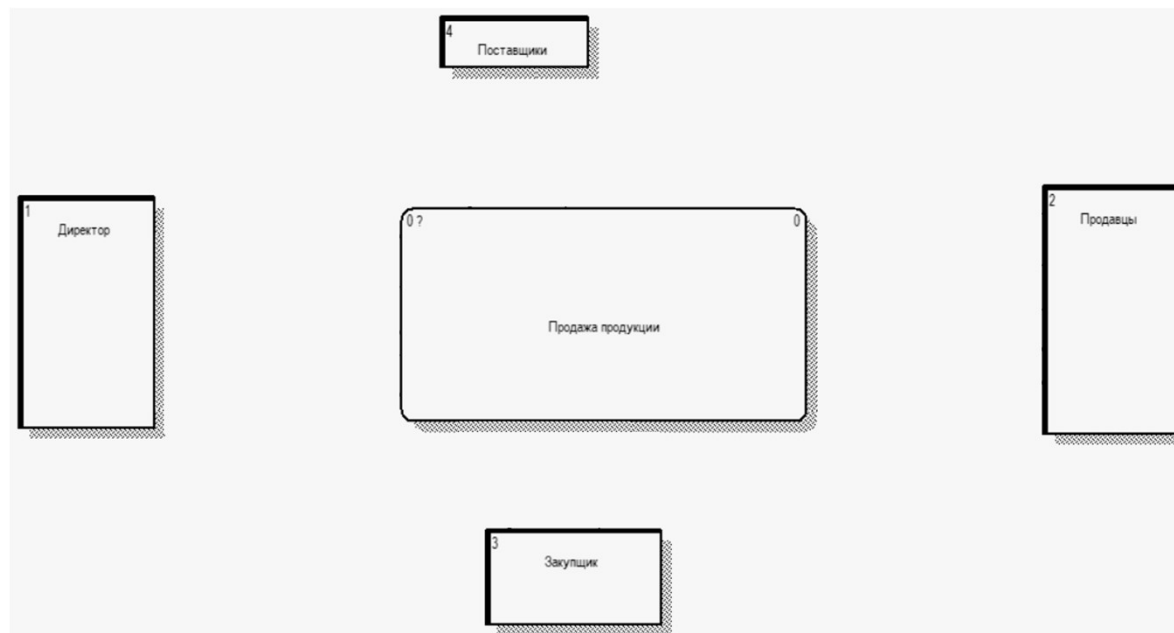 4
Поставщики
1
Директор
0 ?
0
Продажа продукции
2
Продавцы
3
Закупщик